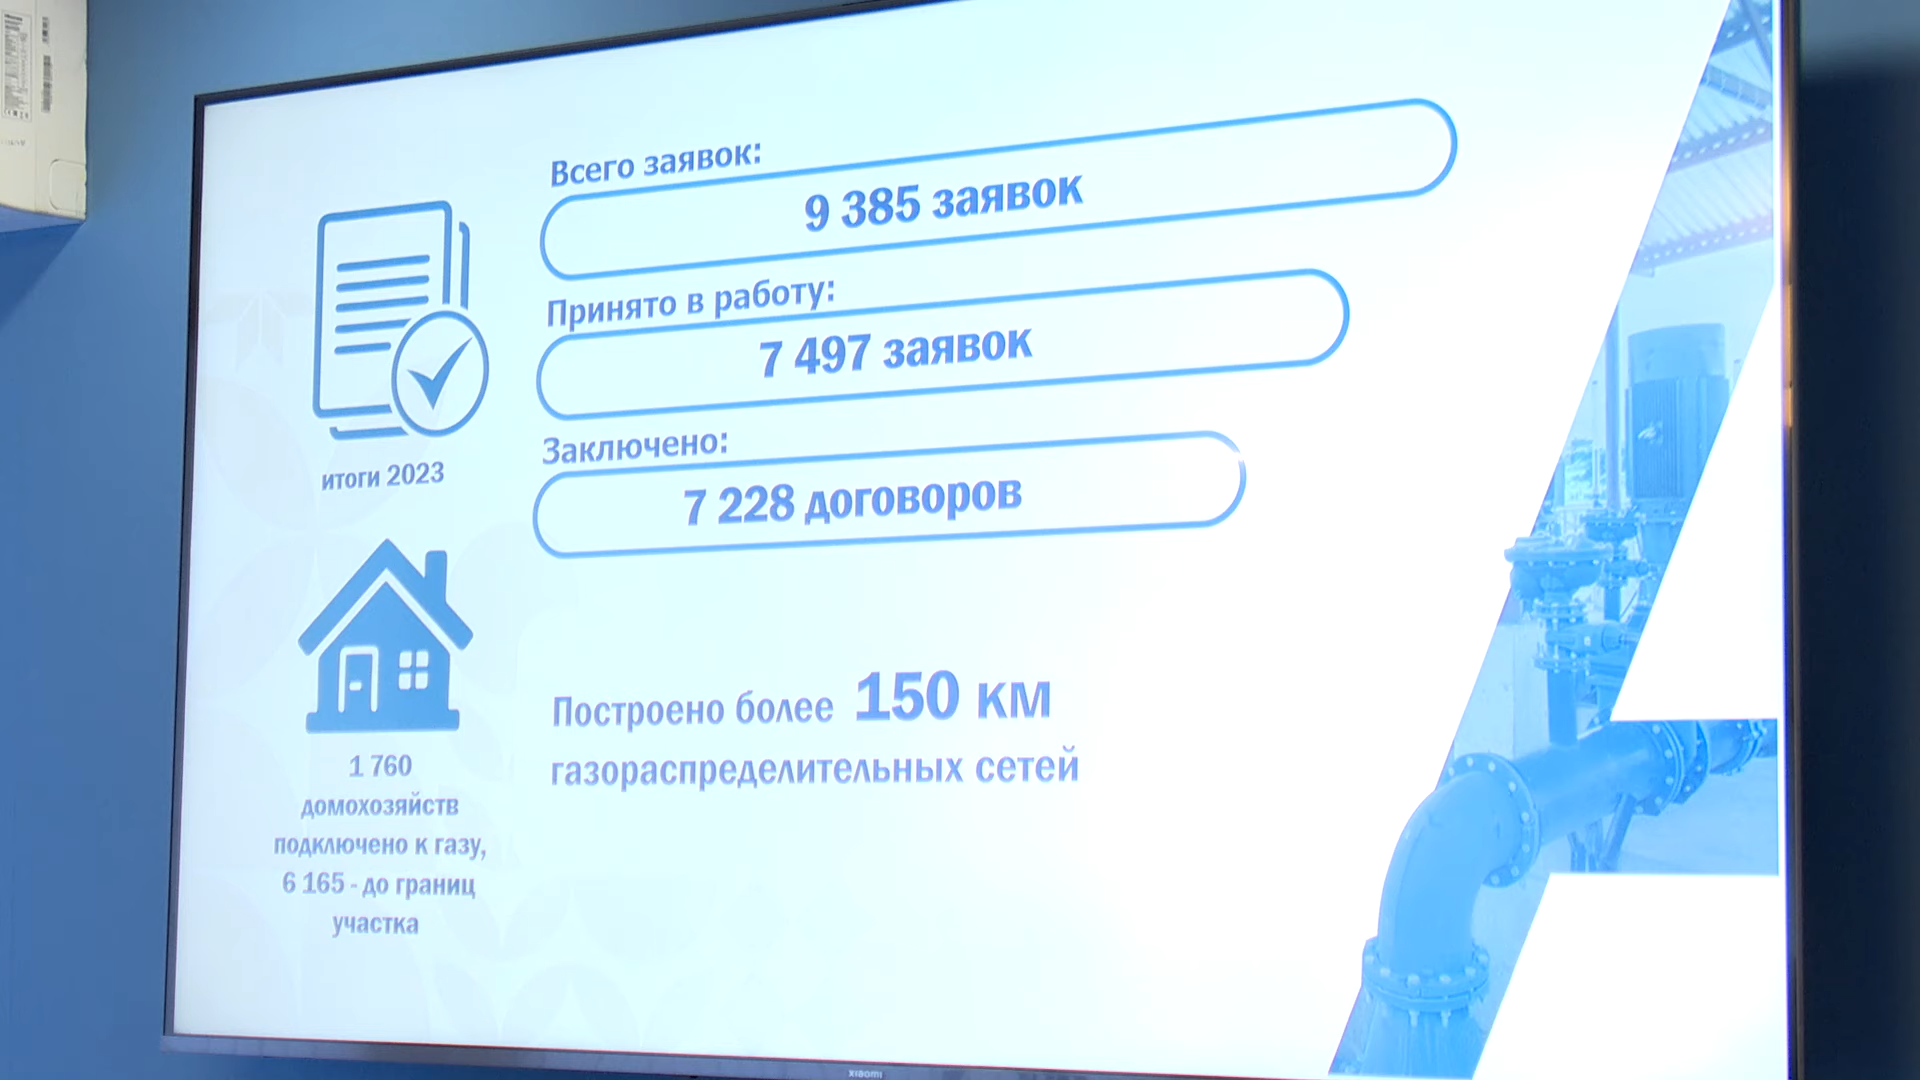 Всего заявок:
9 385 заявок
Принято в работу:
7 497 заявок
Заключено:
7 228 договоров
итоги 2023
1 760
домохозяйств
подключено к газу,
6 165 - до границ
участка
Построено более 150 км
газораспределительных сетей
xiaomi